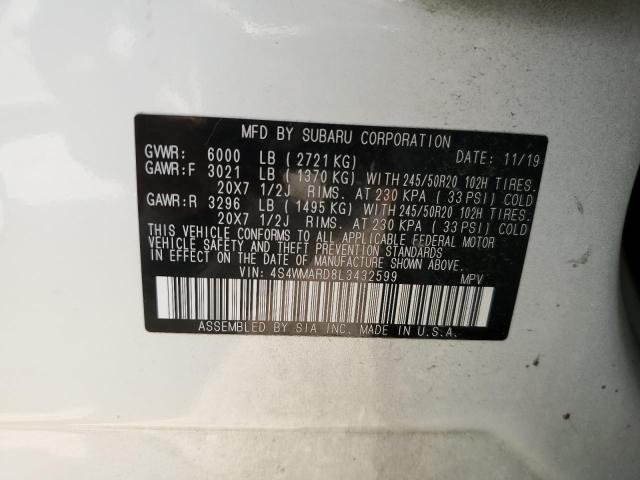 MFD BY SUBARU CORPORATION
GVWR: 6000 LB (2721 KG) DATE: 11/19
GAWR:F 3021 LB (1370 KG) WITH 245/50R20 102H TIRES.
20X7 1/2J RIMS. AT 230 KPA (33 PSI) COLD
GAWR:R 3296 LB (1495 KG) WITH 245/50R20 102H TIRES.
20X7 1/2J RIMS. AT 230 KPA (33 PSI) COLD
THIS VEHICLE CONFORMS TO ALL APPLICABLE FEDERAL MOTOR
VEHICLE SAFETY AND THEFT PREVENTION STANDARDS
IN EFFECT ON THE DATE OF MANUFACTURE SHOWN ABOVE.
VIN: 4S4WMARD8L3432599 MPV
ASSEMBLED BY SIA INC. MADE IN U.S.A.